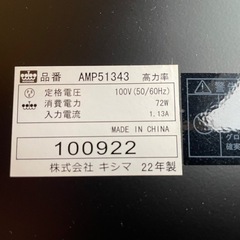 品番 AMP51343 高力率
定格電圧 100V(50/60Hz)
消費電力 72W
入力電流 1.13A
MADE IN CHINA
100922
株式会社 キシマ 22年製